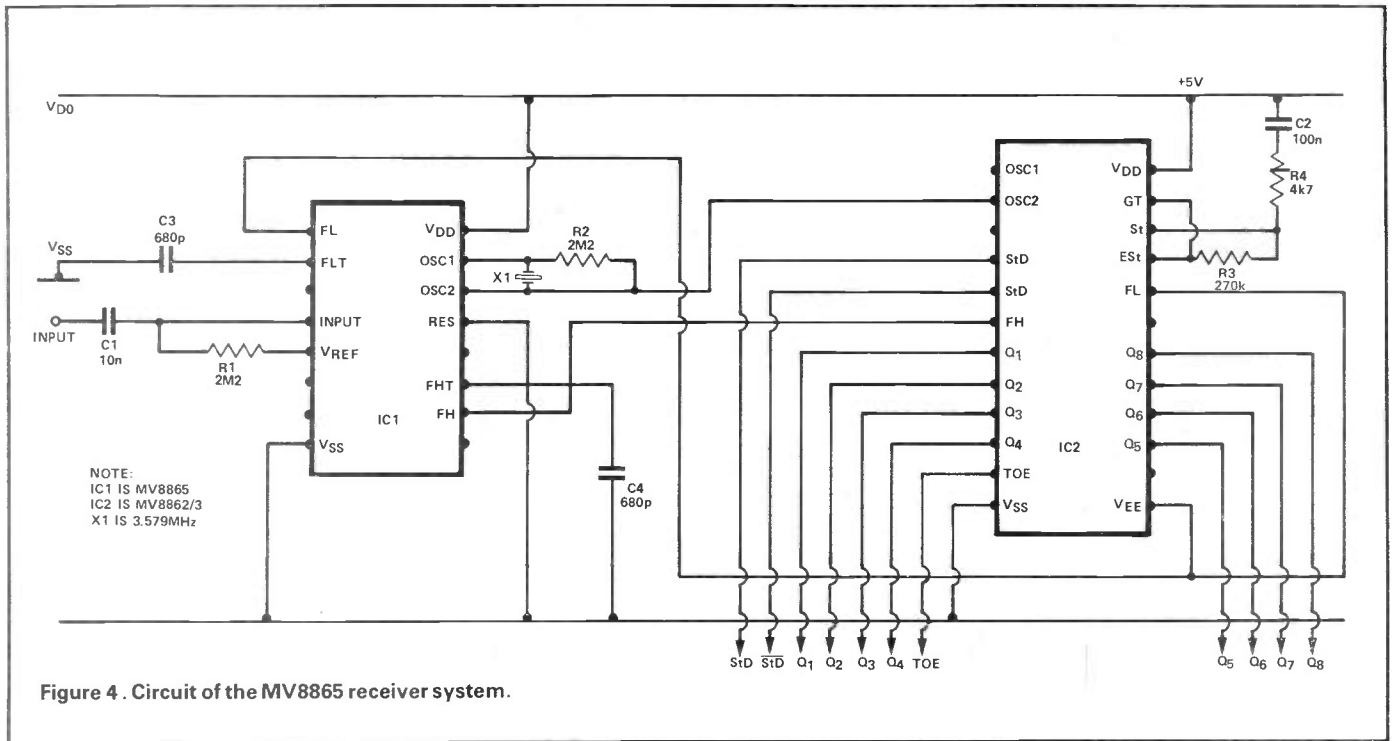 +5V
VD0
C2
100n
OSC1
VDD
OSC2
GT
R4
4k7
C3
680p
FL
VDD
R2
2M2
St
VSS
FLT
OSC1
X1
StD
ESt
R3
270k
OSC2
StD
FL
INPUT
C1
10n
INPUT
RES
FH
VREF
Q1
Q8
R1
2M2
FHT
Q2
Q7
FH
Q3
Q6
IC1
Q4
IC2
Q5
VSS
TOE
C4
680p
VSS
VEE
NOTE:
IC1 IS MV8865
IC2 IS MV8862/3
X1 IS 3.579MHz
StD S̅t̅D̅ Q1 Q2 Q3 Q4 TOE Q5 Q6 Q7 Q8
Figure 4 . Circuit of the MV8865 receiver system.